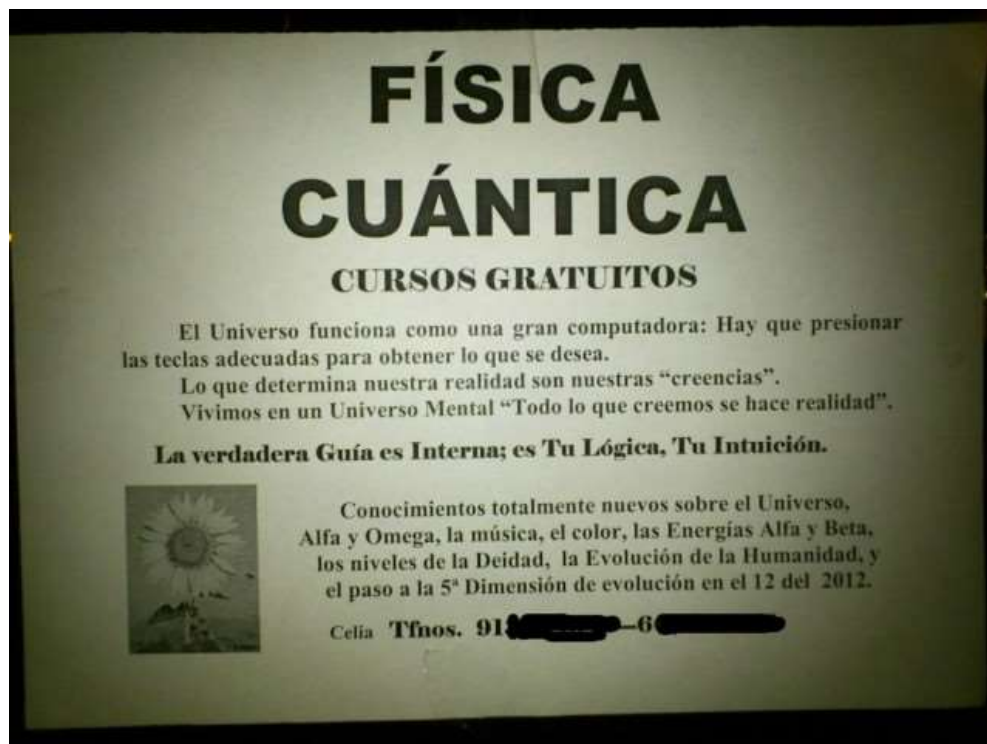 FÍSICA
CUÁNTICA
CURSOS GRATUITOS
El Universo funciona como una gran computadora: Hay que presionar
las teclas adecuadas para obtener lo que se desea.
Lo que determina nuestra realidad son nuestras “creencias”.
Vivimos en un Universo Mental “Todo lo que creemos se hace realidad”.
La verdadera Guía es Interna; es Tu Lógica, Tu Intuición.
Conocimientos totalmente nuevos sobre el Universo,
Alfa y Omega, la música, el color, las Energías Alfa y Beta,
los niveles de la Deidad, la Evolución de la Humanidad, y
el paso a la 5ª Dimensión de evolución en el 12 del 2012.
Celia Tfnos. 91 –6